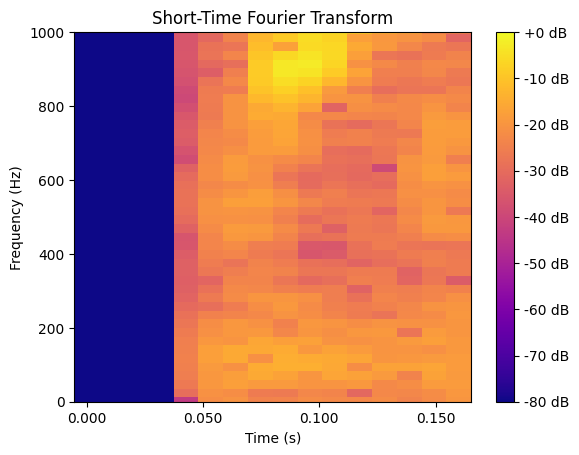 Short-Time Fourier Transform
Frequency (Hz)
1000
800
600
400
200
0
0.000
0.050
0.100
0.150
Time (s)
+0 dB
-10 dB
-20 dB
-30 dB
-40 dB
-50 dB
-60 dB
-70 dB
-80 dB